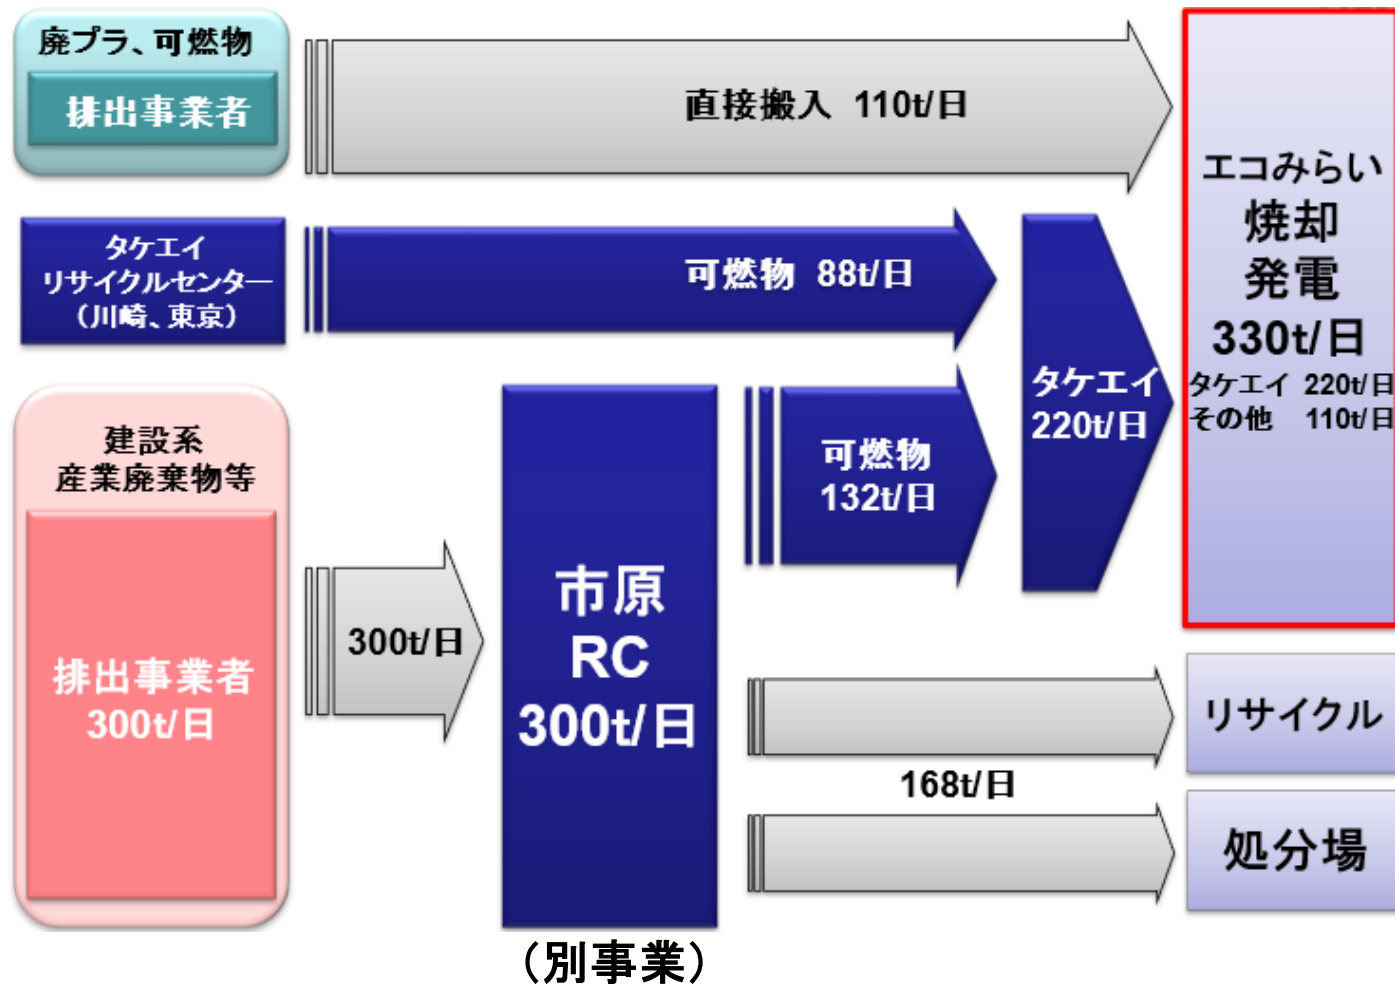 廃プラ、可燃物
排出事業者
直接搬入 110t/日
タケエイ
リサイクルセンター
（川崎、東京）
可燃物 88t/日
タケエイ
220t/日
エコみらい
焼却
発電
330t/日
タケエイ 220t/日
その他 110t/日
建設系
産業廃棄物等
排出事業者
300t/日
300t/日
市原
RC
300t/日
可燃物
132t/日
リサイクル
168t/日
処分場
（別事業）